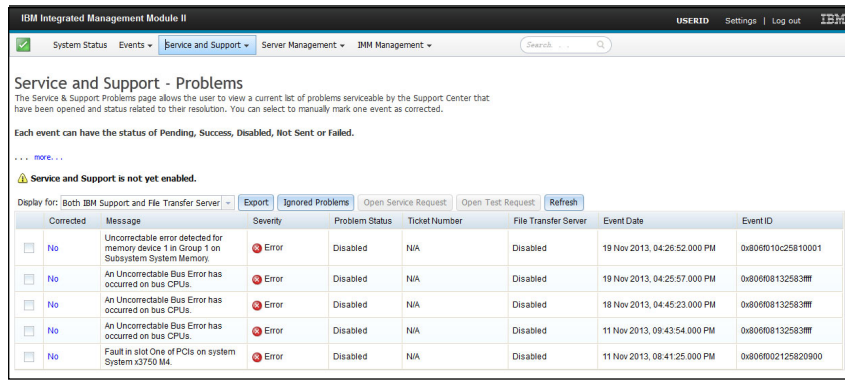 IBM Integrated Management Module II
USERID Settings | Log out IBM
System Status Events Service and Support Server Management IMM Management Search . . .
Service and Support - Problems
The Service & Support Problems page allows the user to view a current list of problems serviceable by the Support Center that
have been opened and status related to their resolution. You can select to manually mark one event as corrected.
Each event can have the status of Pending, Success, Disabled, Not Sent or Failed.
. . . more. . .
Service and Support is not yet enabled.
Display for: Both IBM Support and File Transfer Server Export Ignored Problems Open Service Request Open Test Request Refresh
Corrected Message Severity Problem Status Ticket Number File Transfer Server Event Date Event ID
Uncorrectable error detected for
No memory device 1 in Group 1 on Error Disabled N/A Disabled 19 Nov 2013, 04:26:52.000 PM 0x806f010c25810001
Subsystem System Memory.
An Uncorrectable Bus Error has
No Error Disabled N/A Disabled 19 Nov 2013, 04:25:57.000 PM 0x806f08132583ffff
occurred on bus CPUs.
An Uncorrectable Bus Error has
No Error Disabled N/A Disabled 18 Nov 2013, 04:45:23.000 PM 0x806f08132583ffff
occurred on bus CPUs.
An Uncorrectable Bus Error has
No Error Disabled N/A Disabled 11 Nov 2013, 09:43:54.000 PM 0x806f08132583ffff
occurred on bus CPUs.
Fault in slot One of PCIs on system
No Error Disabled N/A Disabled 11 Nov 2013, 08:41:25.000 PM 0x806f002125820900
System x3750 M4.